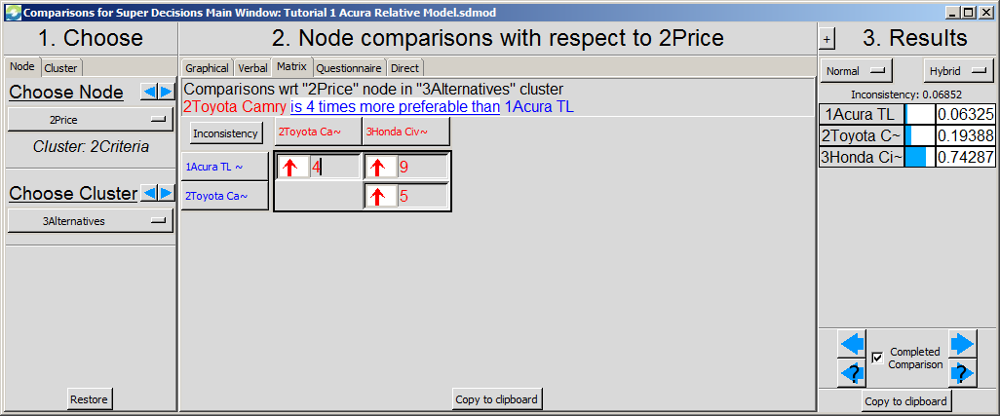 Comparisons for Super Decisions Main Window: Tutorial 1 Acura Relative Model.sdmod
1. Choose
Node Cluster
Choose Node
2Price
Cluster: 2Criteria
Choose Cluster
3Alternatives
Restore
2. Node comparisons with respect to 2Price
Graphical Verbal Matrix Questionnaire Direct
Comparisons wrt "2Price" node in "3Alternatives" cluster
2Toyota Camry is 4 times more preferable than 1Acura TL
Inconsistency 2Toyota Ca~ 3Honda Civ~
1Acura TL ~ 4 9
2Toyota Ca~ 5
Copy to clipboard
+ 3. Results
Normal Hybrid
Inconsistency: 0.06852
1Acura TL 0.06325
2Toyota C~ 0.19388
3Honda Ci~ 0.74287
Completed
Comparison
? ?
Copy to clipboard